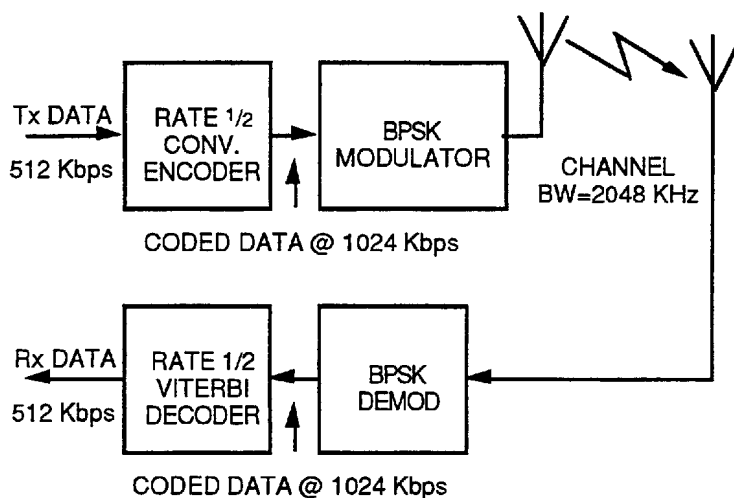 Tx DATA
512 Kbps
RATE 1/2
CONV.
ENCODER
BPSK
MODULATOR
CHANNEL
BW=2048 KHz
CODED DATA @ 1024 Kbps
Rx DATA
512 Kbps
RATE 1/2
VITERBI
DECODER
BPSK
DEMOD
CODED DATA @ 1024 Kbps